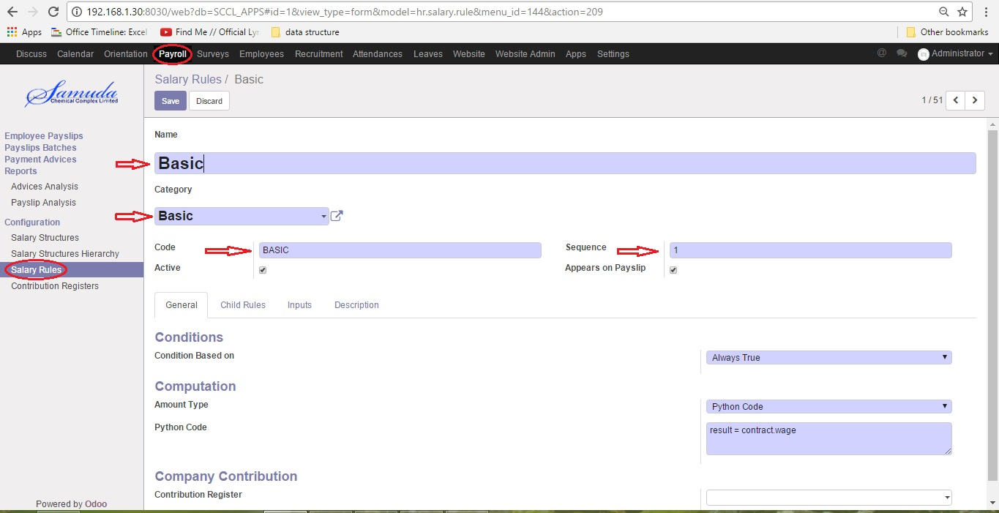 192.168.1.30:8030/web?db=SCCL_APPS#id=1&view_type=form&model=hr.salary.rule&menu_id=144&action=209
Apps Office Timeline: Excel Find Me // Official Lyr data structure Other bookmarks
Discuss Calendar Orientation Payroll Surveys Employees Recruitment Attendances Leaves Website Website Admin Apps Settings @ Administrator
Samuda
Chemical Complex Limited
Salary Rules / Basic
Save Discard
1 / 51
Employee Payslips
Payslips Batches
Payment Advices
Reports
Advices Analysis
Payslip Analysis
Configuration
Salary Structures
Salary Structures Hierarchy
Salary Rules
Contribution Registers
Powered by Odoo
Name
Basic
Category
Basic
Code BASIC
Sequence 1
Active
Appears on Payslip
General Child Rules Inputs Description
Conditions
Condition Based on Always True
Computation
Amount Type Python Code
Python Code result = contract.wage
Company Contribution
Contribution Register